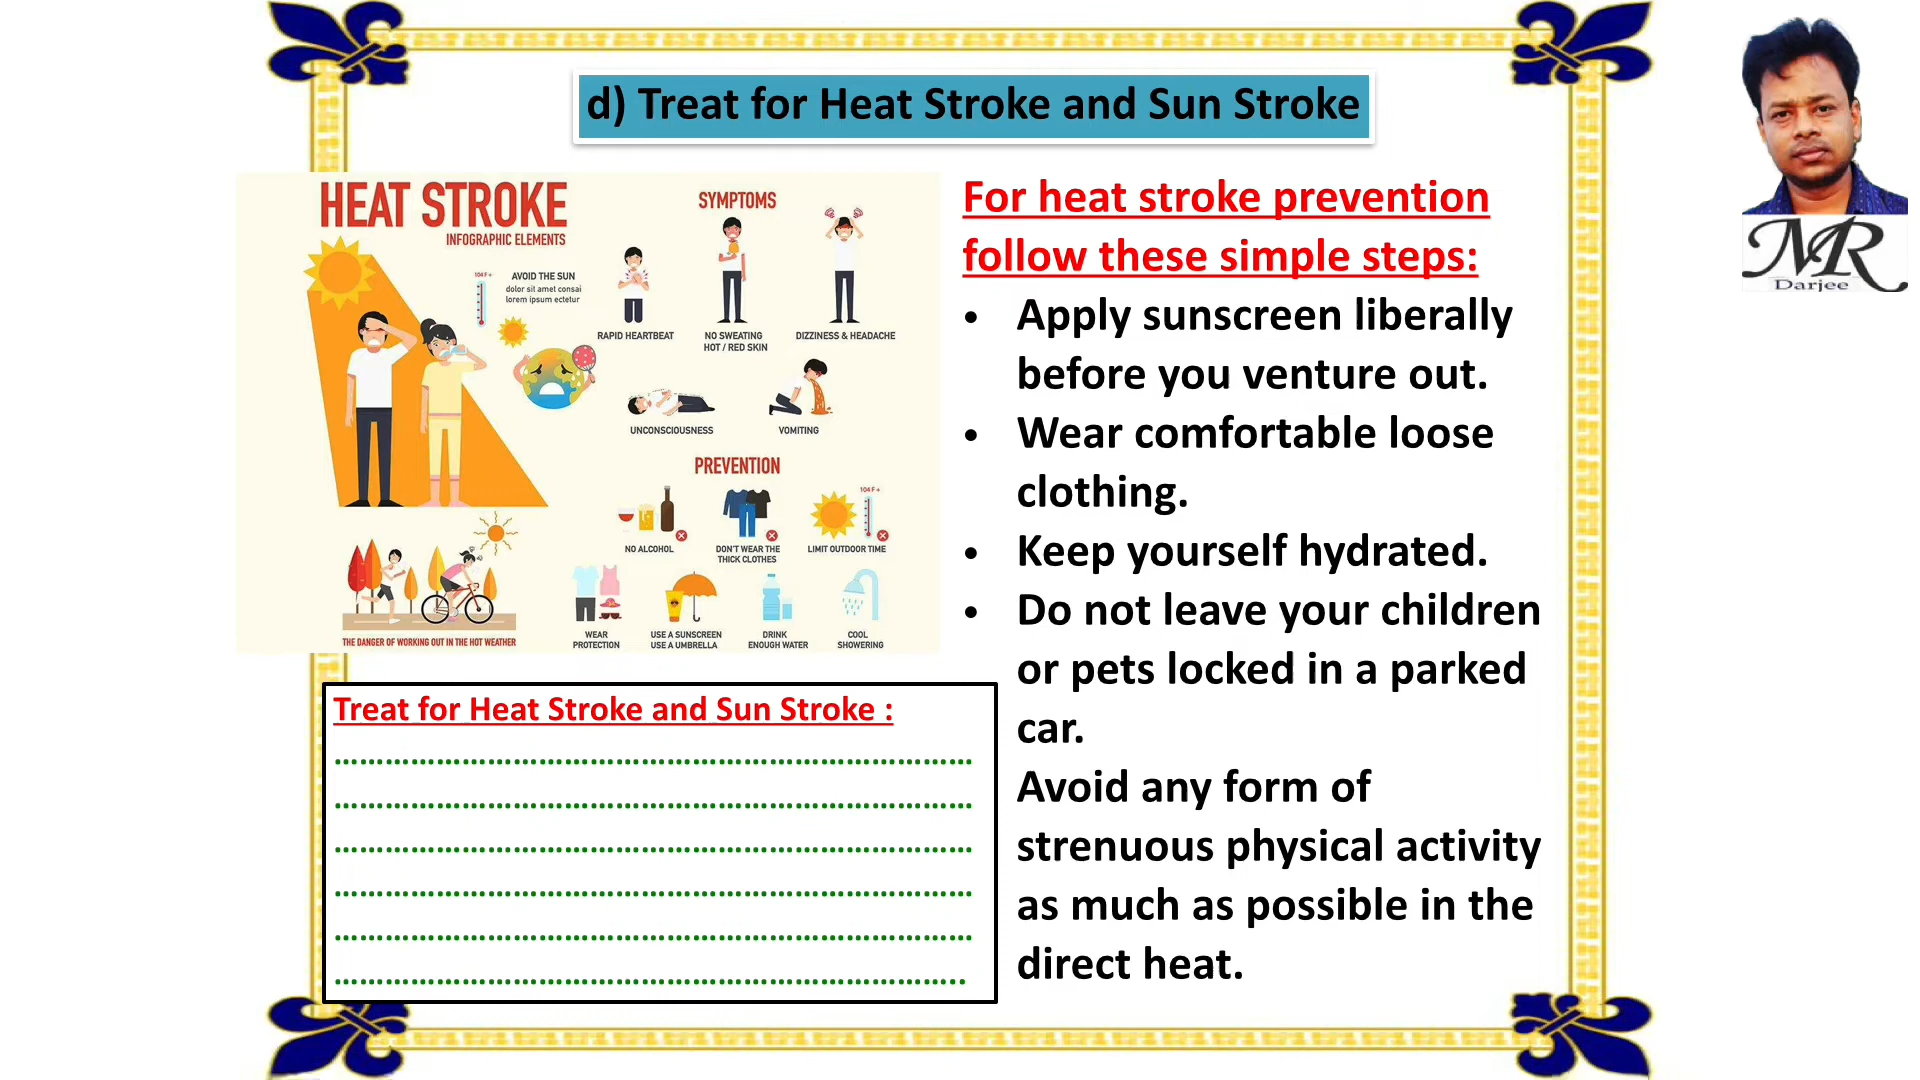 d) Treat for Heat Stroke and Sun Stroke
HEAT STROKE
INFOGRAPHIC ELEMENTS
104 F +
AVOID THE SUN
dolor sit amet consai
lorem ipsum ectetur
THE DANGER OF WORKING OUT IN THE HOT WEATHER
SYMPTOMS
RAPID HEARTBEAT
NO SWEATING
HOT / RED SKIN
DIZZINESS & HEADACHE
UNCONSCIOUSNESS
VOMITING
PREVENTION
104 F +
NO ALCOHOL
DON'T WEAR THE
THICK CLOTHES
LIMIT OUTDOOR TIME
WEAR
PROTECTION
USE A SUNSCREEN
USE A UMBRELLA
DRINK
ENOUGH WATER
COOL
SHOWERING
Treat for Heat Stroke and Sun Stroke :
For heat stroke prevention
follow these simple steps:
• Apply sunscreen liberally
before you venture out.
• Wear comfortable loose
clothing.
• Keep yourself hydrated.
• Do not leave your children
or pets locked in a parked
car.
Avoid any form of
strenuous physical activity
as much as possible in the
direct heat.
MR
Darjee